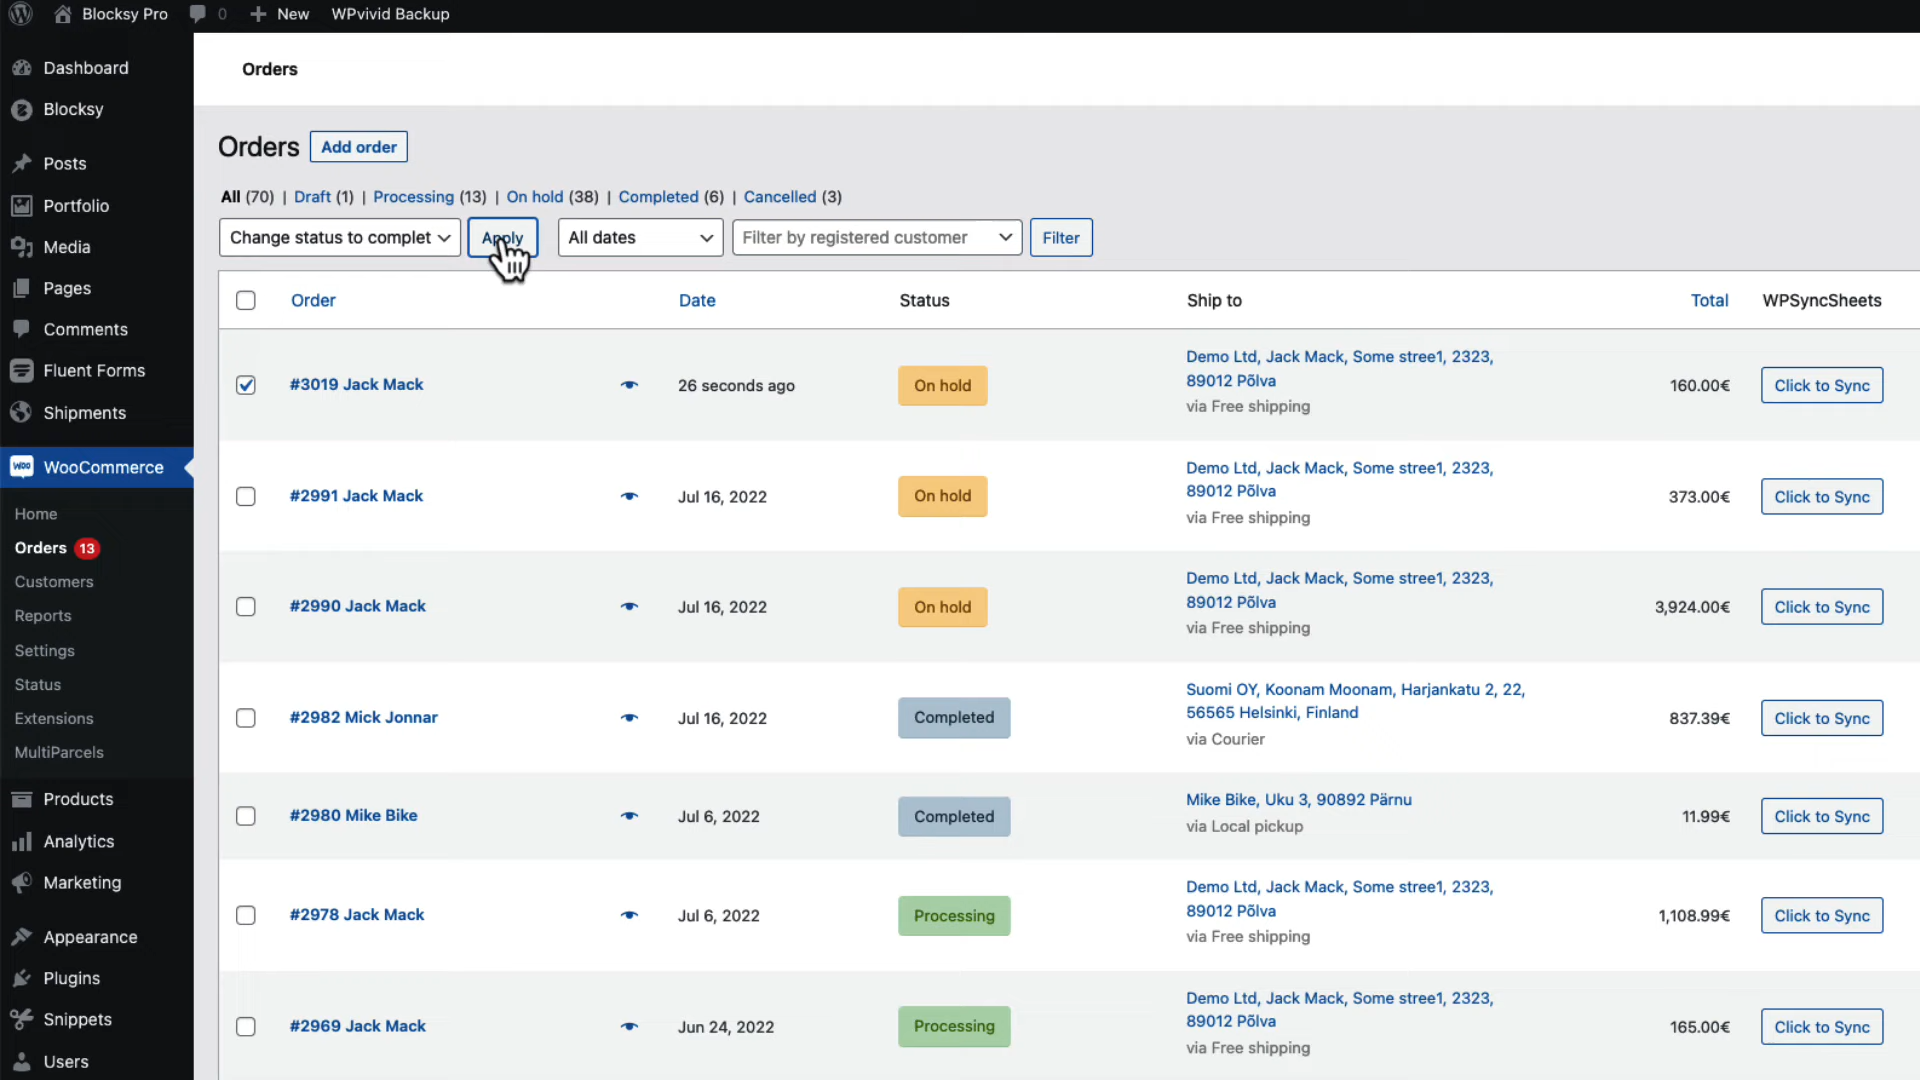 Blocksy Pro 0 New WPvivid Backup
Dashboard
Blocksy
Posts
Portfolio
Media
Pages
Comments
Fluent Forms
Shipments
WOO WooCommerce
Home
Orders 13
Customers
Reports
Settings
Status
Extensions
MultiParcels
Products
Analytics
Marketing
Appearance
Plugins
Snippets
Users
Orders
Orders Add order
All (70) | Draft (1) | Processing (13) | On hold (38) | Completed (6) | Cancelled (3)
Change status to complet Apply All dates Filter by registered customer Filter
Order Date Status Ship to Total WPSyncSheets
#3019 Jack Mack 26 seconds ago On hold Demo Ltd, Jack Mack, Some stree1, 2323, 160.00€ Click to Sync
89012 Põlva
via Free shipping
#2991 Jack Mack Jul 16, 2022 On hold Demo Ltd, Jack Mack, Some stree1, 2323, 373.00€ Click to Sync
89012 Põlva
via Free shipping
#2990 Jack Mack Jul 16, 2022 On hold Demo Ltd, Jack Mack, Some stree1, 2323, 3,924.00€ Click to Sync
89012 Põlva
via Free shipping
#2982 Mick Jonnar Jul 16, 2022 Completed Suomi OY, Koonam Moonam, Harjankatu 2, 22, 837.39€ Click to Sync
56565 Helsinki, Finland
via Courier
#2980 Mike Bike Jul 6, 2022 Completed Mike Bike, Uku 3, 90892 Pärnu 11.99€ Click to Sync
via Local pickup
#2978 Jack Mack Jul 6, 2022 Processing Demo Ltd, Jack Mack, Some stree1, 2323, 1,108.99€ Click to Sync
89012 Põlva
via Free shipping
#2969 Jack Mack Jun 24, 2022 Processing Demo Ltd, Jack Mack, Some stree1, 2323, 165.00€ Click to Sync
89012 Põlva
via Free shipping